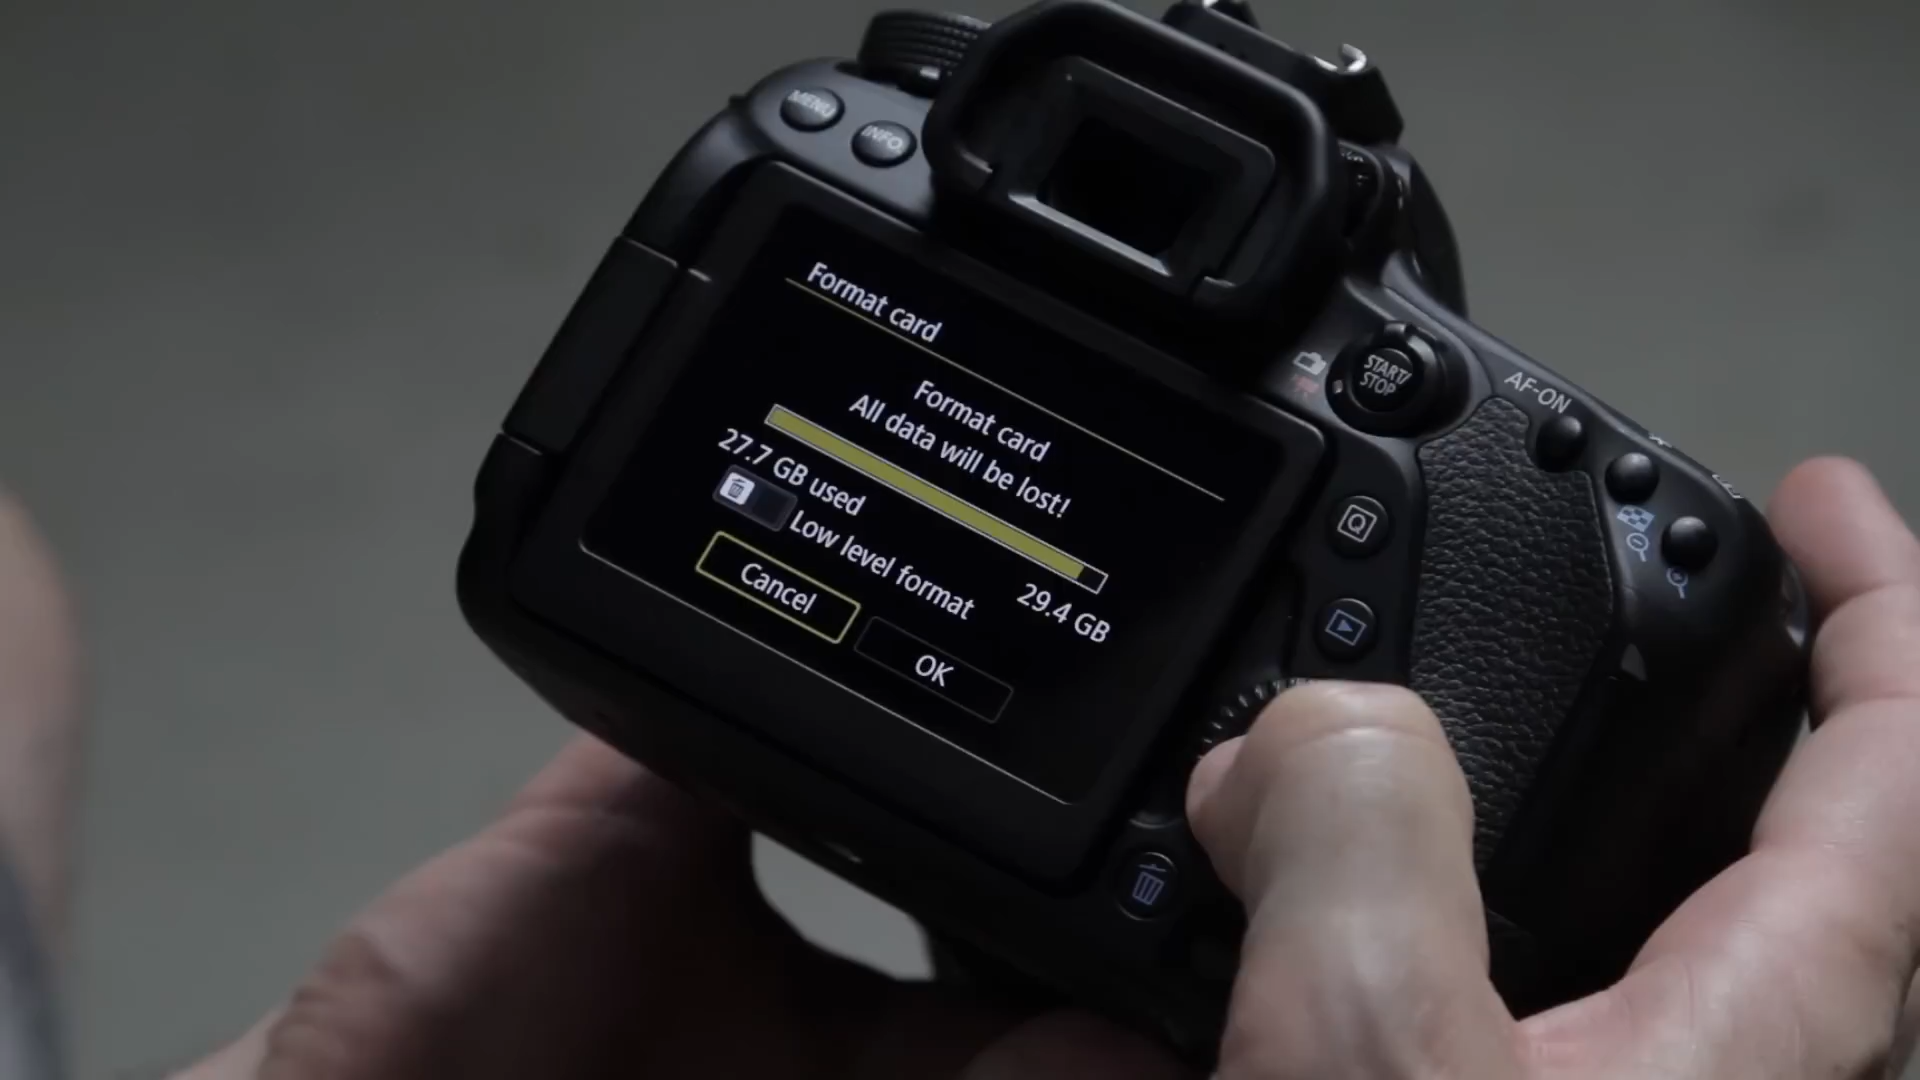 MENU
INFO.
Format card
Format card
All data will be lost!
27.7 GB used
29.4 GB
Low level format
Cancel
OK
START/
STOP
AF-ON
Q